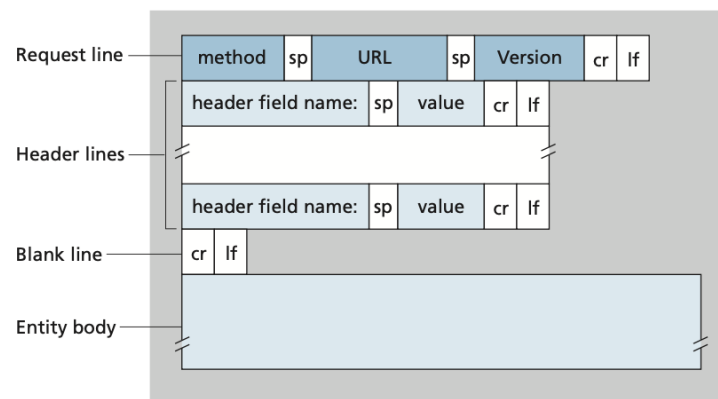 Request line method sp URL sp Version cr lf
header field name: sp value cr lf
Header lines
header field name: sp value cr lf
Blank line cr lf
Entity body